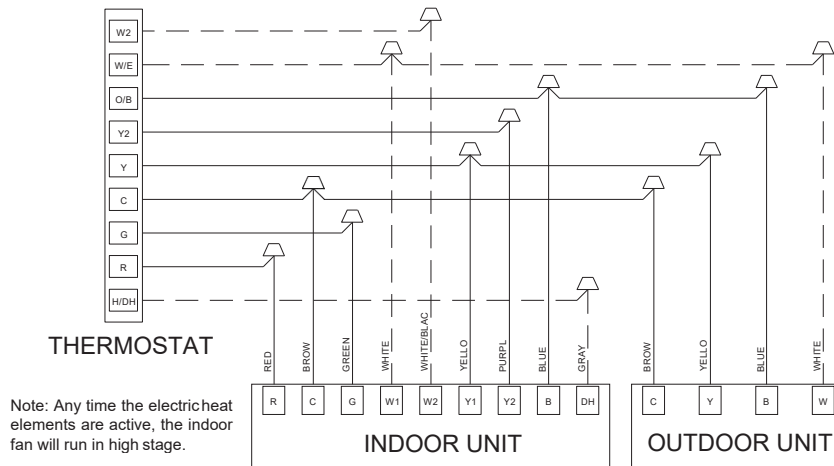 W2
W/E
O/B
Y2
Y
C
G
R
H/DH
THERMOSTAT
RED
BROW
GREEN
WHITE
WHITE/BLAC
YELLO
PURPL
BLUE
GRAY
BROW
YELLO
BLUE
WHITE
R C G W1 W2 Y1 Y2 B DH C Y B W
Note: Any time the electric heat
elements are active, the indoor
fan will run in high stage.
INDOOR UNIT OUTDOOR UNIT